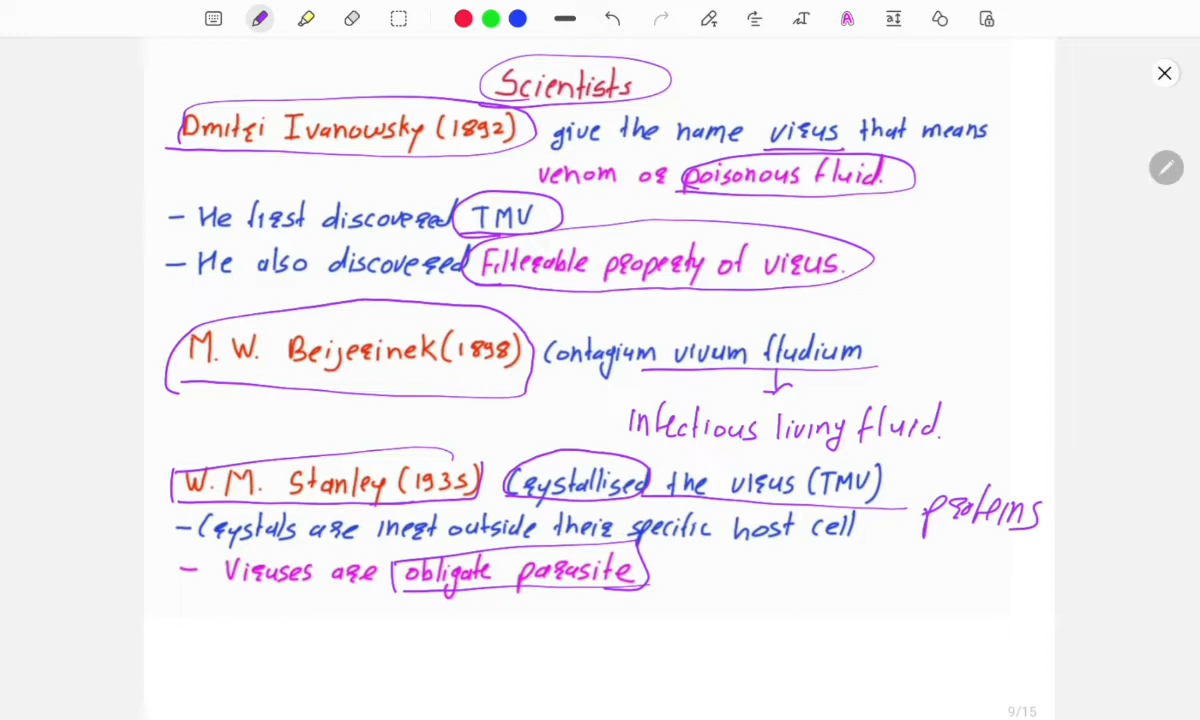 Scientists
Dmitri Ivanowsky (1892) give the name virus that means
venom or poisonous fluid.
- He first discovered TMV
- He also discovered Filterable property of virus.
M. W. Beijerinek (1898) Contagium vivum fludium
Infectious living fluid.
W. M. Stanley (1935) Crystallised the virus (TMV)
proteins
- Crystals are inert outside their specific host cell
- Viruses are obligate parasite
9/15